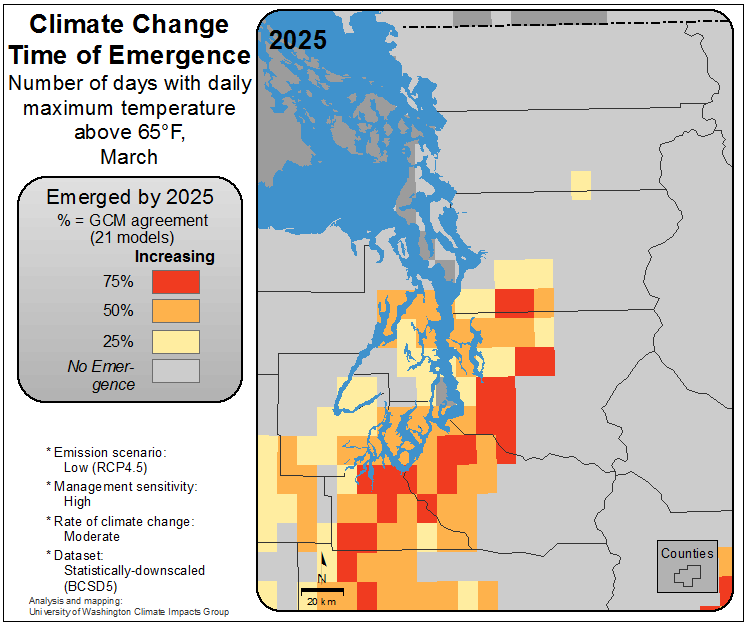 Climate Change
Time of Emergence
Number of days with daily
maximum temperature
above 65°F,
March
Emerged by 2025
% = GCM agreement
(21 models)
Increasing
75%
50%
25%
No Emer-
gence
* Emission scenario:
Low (RCP4.5)
* Management sensitivity:
High
* Rate of climate change:
Moderate
* Dataset:
Statistically-downscaled
(BCSD5)
Analysis and mapping:
University of Washington Climate Impacts Group
2025
N
20 km
Counties